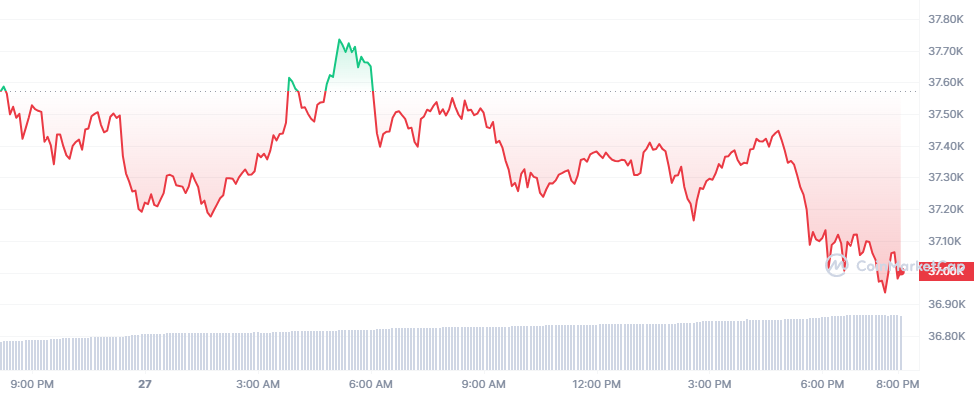 37.80K
37.70K
37.60K
37.50K
37.40K
37.30K
37.20K
37.10K
CoinMarketCap
37.00K
36.90K
36.80K
9:00 PM 27 3:00 AM 6:00 AM 9:00 AM 12:00 PM 3:00 PM 6:00 PM 8:00 PM